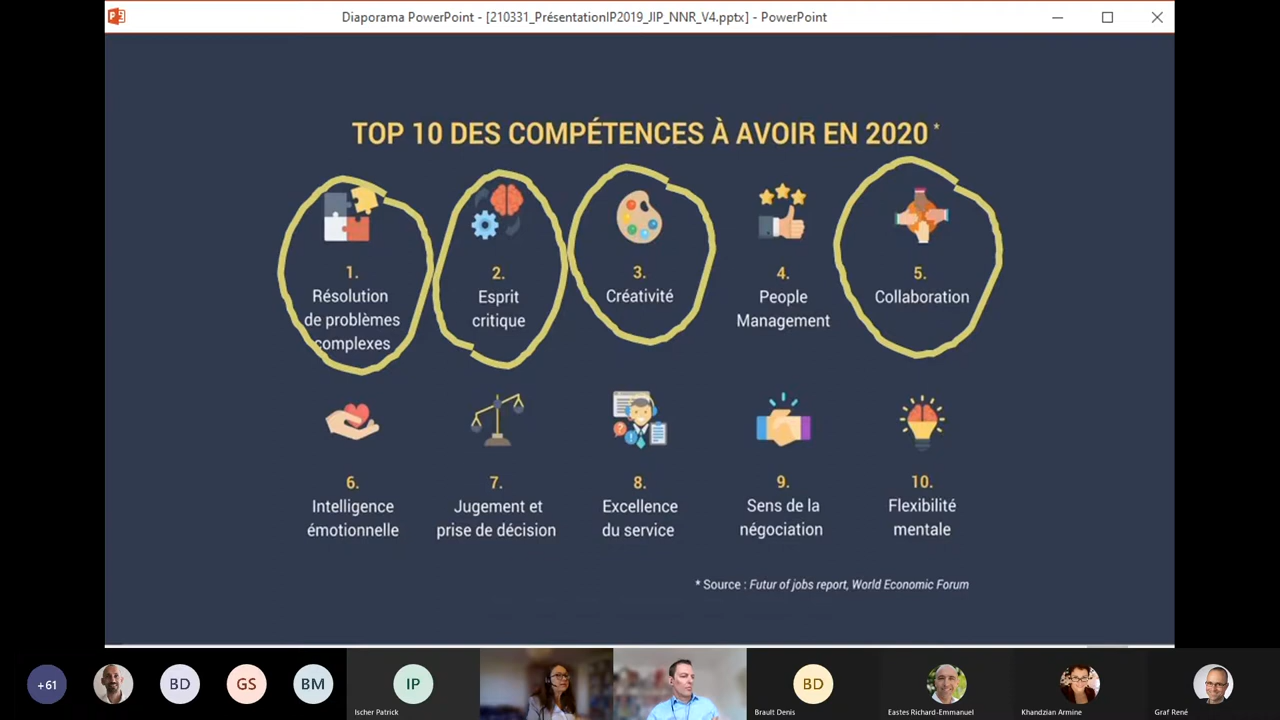 Diaporama PowerPoint - [210331_PrésentationIP2019_JIP_NNR_V4.pptx] - PowerPoint
TOP 10 DES COMPÉTENCES À AVOIR EN 2020 *
1.
Résolution
de problèmes
complexes
2.
Esprit
critique
3.
Créativité
4.
People
Management
5.
Collaboration
6.
Intelligence
émotionnelle
7.
Jugement et
prise de décision
8.
Excellence
du service
9.
Sens de la
négociation
10.
Flexibilité
mentale
* Source : Futur of jobs report, World Economic Forum
+61
BD
GS
BM
IP
Ischer Patrick
BD
Brault Denis
Eastes Richard-Emmanuel
Khandzian Armine
Graf René